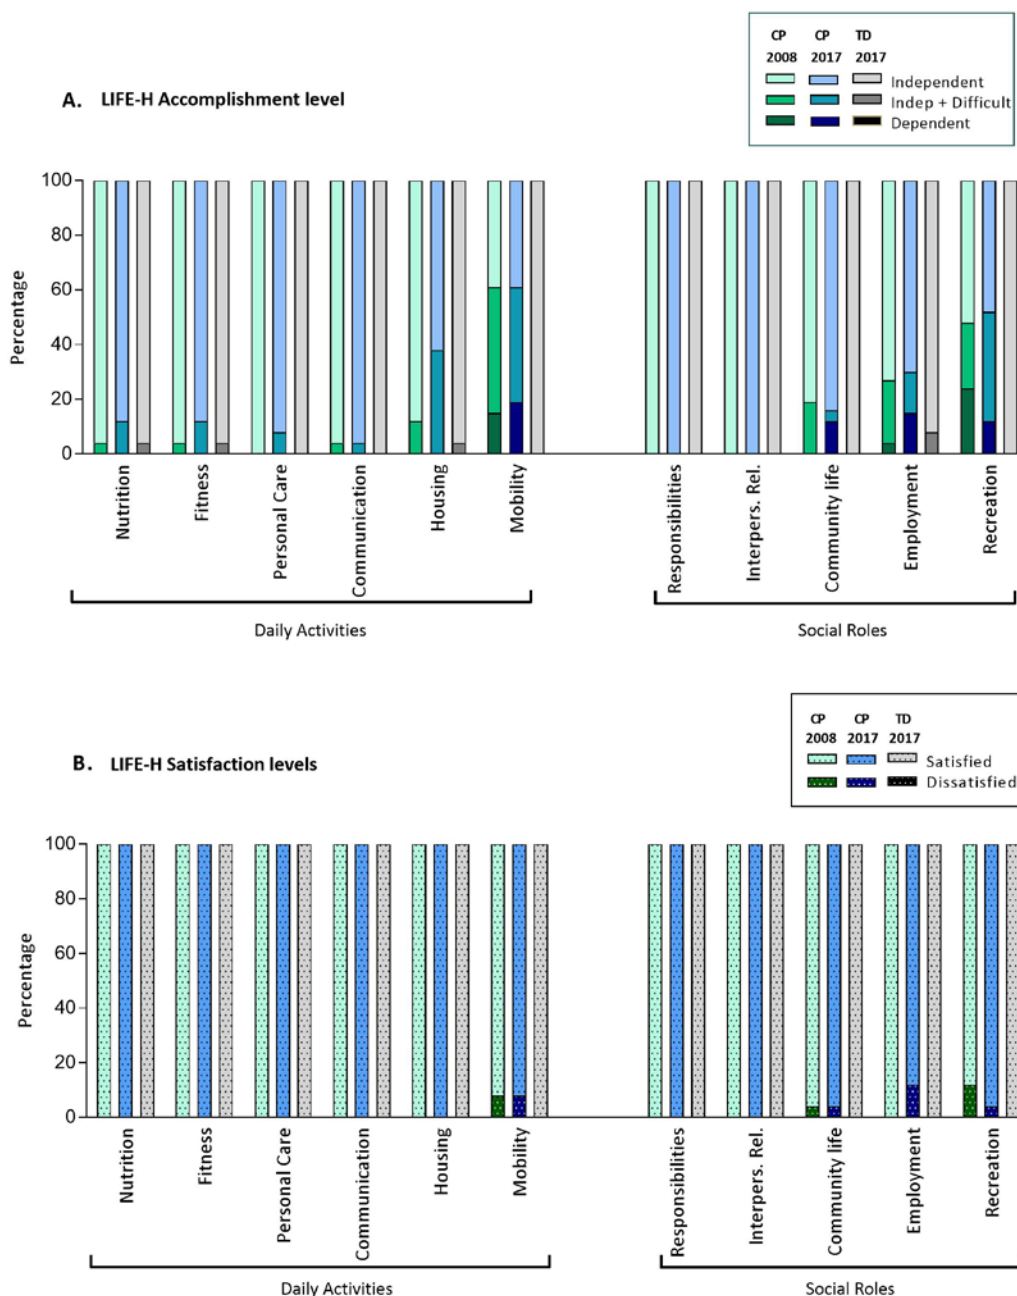 CP CP TD
2008 2017 2017
Independent
Indep + Difficult
Dependent
A. LIFE-H Accomplishment level
Percentage
100
80
60
40
20
0
Nutrition
Fitness
Personal Care
Communication
Housing
Mobility
Responsibilities
Interpers. Rel.
Community life
Employment
Recreation
Daily Activities
Social Roles
CP CP TD
2008 2017 2017
Satisfied
Dissatisfied
B. LIFE-H Satisfaction levels
Percentage
100
80
60
40
20
0
Nutrition
Fitness
Personal Care
Communication
Housing
Mobility
Responsibilities
Interpers. Rel.
Community life
Employment
Recreation
Daily Activities
Social Roles